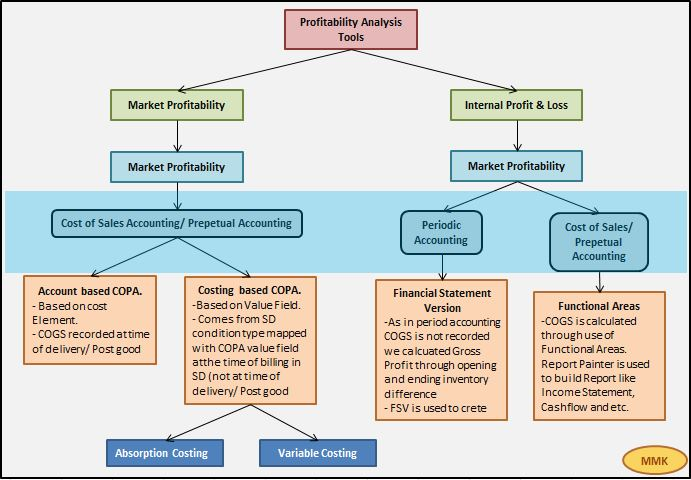 Profitability Analysis
Tools
Market Profitability
Internal Profit & Loss
Market Profitability
Market Profitability
Cost of Sales Accounting/ Prepetual Accounting
Periodic
Accounting
Cost of Sales/
Prepetual
Accounting
Account based COPA.
- Based on cost
Element.
- COGS recorded at time
of delivery/ Post good
Costing based COPA.
-Based on Value Field.
- Comes from SD
condition type mapped
with COPA value field
at the time of billing in
SD (not at time of
delivery/ Post good
Financial Statement
Version
-As in period accounting
COGS is not recorded
we calcuated Gross
Profit through opening
and ending inventory
difference
- FSV is used to crete
Functional Areas
-COGS is calculated
through use of
Functional Areas.
Report Painter is used
to build Report like
Income Statement,
Cashflow and etc.
Absorption Costing
Variable Costing
MMK